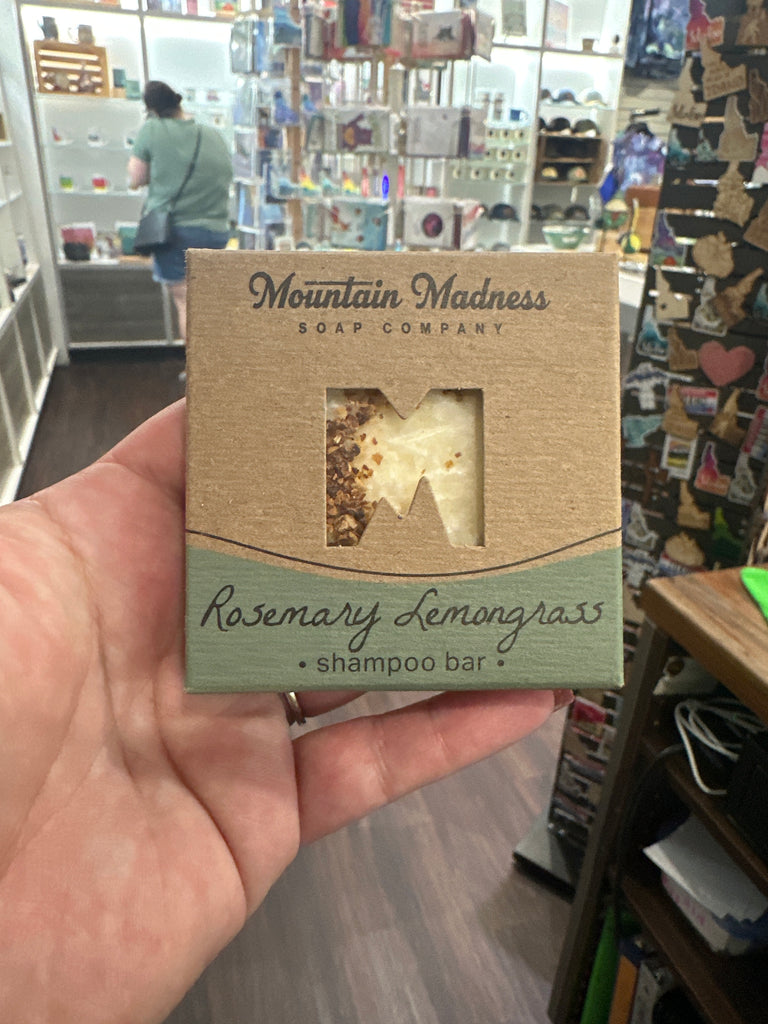 Mountain Madness
SOAP COMPANY
Rosemary Lemongrass
• shampoo bar •